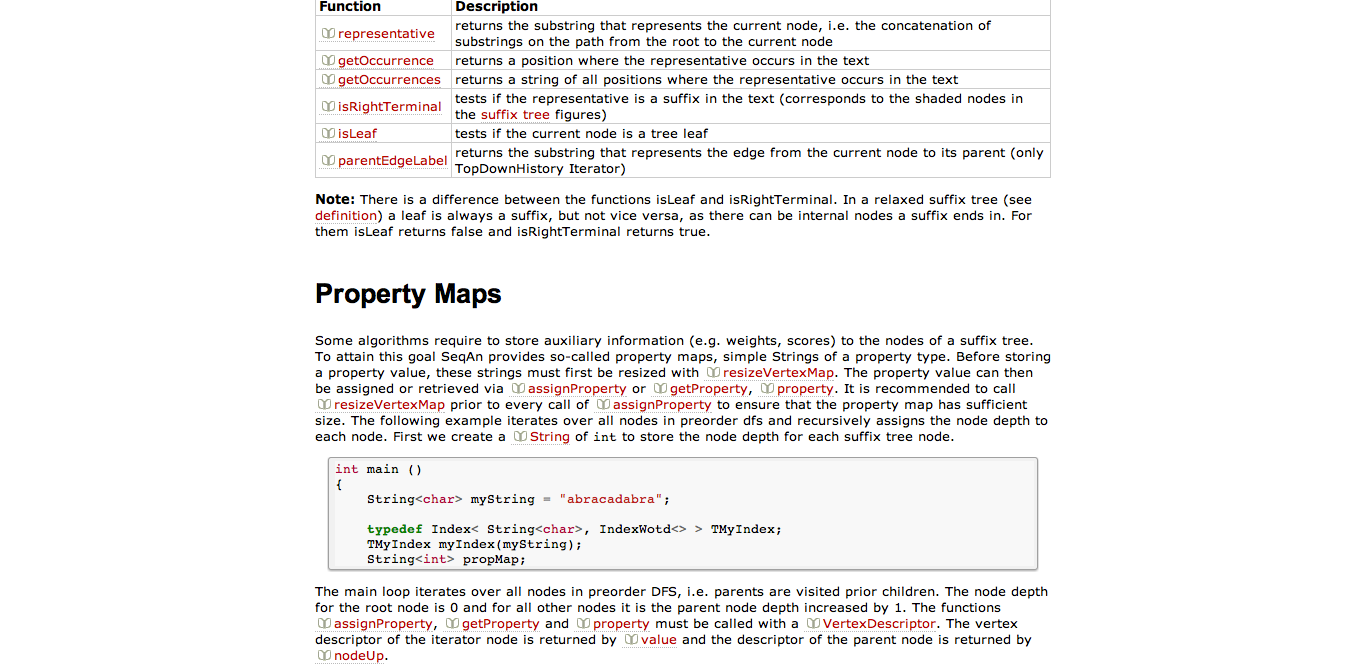 Function Description
representative returns the substring that represents the current node, i.e. the concatenation of
substrings on the path from the root to the current node
getOccurrence returns a position where the representative occurs in the text
getOccurrences returns a string of all positions where the representative occurs in the text
isRightTerminal tests if the representative is a suffix in the text (corresponds to the shaded nodes in
the suffix tree figures)
isLeaf tests if the current node is a tree leaf
parentEdgeLabel returns the substring that represents the edge from the current node to its parent (only
TopDownHistory Iterator)
Note: There is a difference between the functions isLeaf and isRightTerminal. In a relaxed suffix tree (see
definition) a leaf is always a suffix, but not vice versa, as there can be internal nodes a suffix ends in. For
them isLeaf returns false and isRightTerminal returns true.
Property Maps
Some algorithms require to store auxiliary information (e.g. weights, scores) to the nodes of a suffix tree.
To attain this goal SeqAn provides so-called property maps, simple Strings of a property type. Before storing
a property value, these strings must first be resized with resizeVertexMap. The property value can then
be assigned or retrieved via assignProperty or getProperty, property. It is recommended to call
resizeVertexMap prior to every call of assignProperty to ensure that the property map has sufficient
size. The following example iterates over all nodes in preorder dfs and recursively assigns the node depth to
each node. First we create a String of int to store the node depth for each suffix tree node.
int main ()
{
    String<char> myString = "abracadabra";
    typedef Index< String<char>, IndexWotd<> > TMyIndex;
    TMyIndex myIndex(myString);
    String<int> propMap;
The main loop iterates over all nodes in preorder DFS, i.e. parents are visited prior children. The node depth
for the root node is 0 and for all other nodes it is the parent node depth increased by 1. The functions
assignProperty, getProperty and property must be called with a VertexDescriptor. The vertex
descriptor of the iterator node is returned by value and the descriptor of the parent node is returned by
nodeUp.